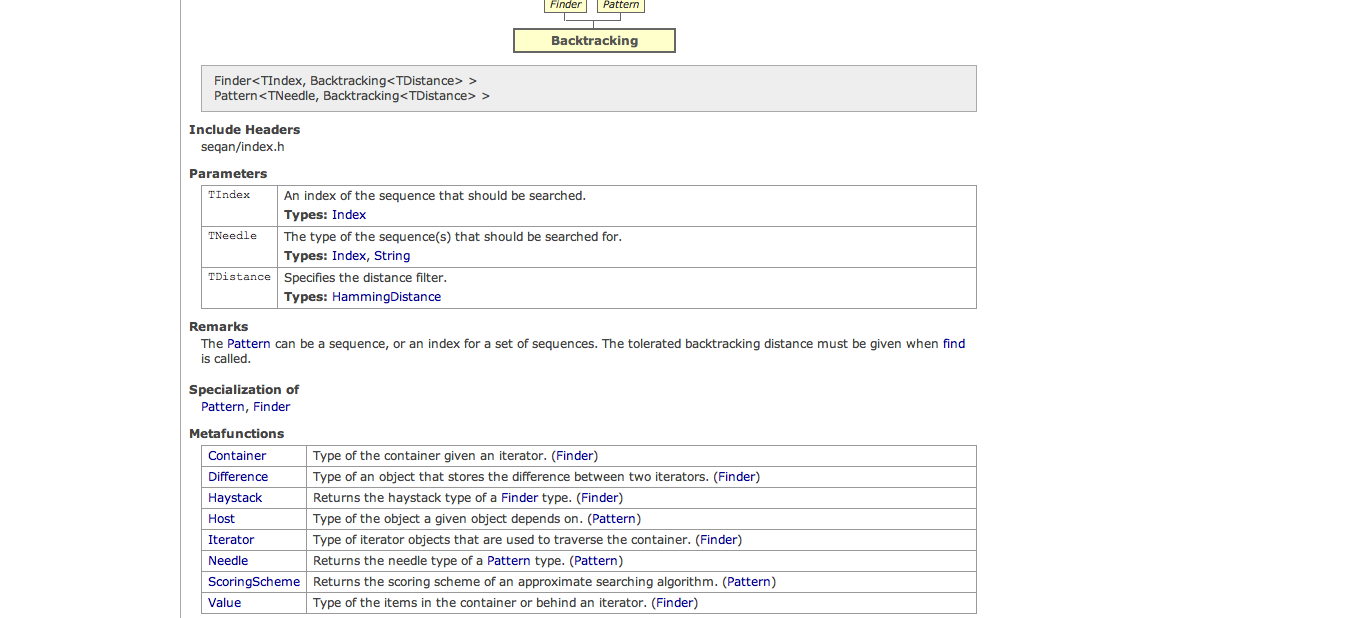 Finder Pattern
Backtracking
Finder<TIndex, Backtracking<TDistance> >
Pattern<TNeedle, Backtracking<TDistance> >
Include Headers
seqan/index.h
Parameters
TIndex An index of the sequence that should be searched.
Types: Index
TNeedle The type of the sequence(s) that should be searched for.
Types: Index, String
TDistance Specifies the distance filter.
Types: HammingDistance
Remarks
The Pattern can be a sequence, or an index for a set of sequences. The tolerated backtracking distance must be given when find
is called.
Specialization of
Pattern, Finder
Metafunctions
Container Type of the container given an iterator. (Finder)
Difference Type of an object that stores the difference between two iterators. (Finder)
Haystack Returns the haystack type of a Finder type. (Finder)
Host Type of the object a given object depends on. (Pattern)
Iterator Type of iterator objects that are used to traverse the container. (Finder)
Needle Returns the needle type of a Pattern type. (Pattern)
ScoringScheme Returns the scoring scheme of an approximate searching algorithm. (Pattern)
Value Type of the items in the container or behind an iterator. (Finder)